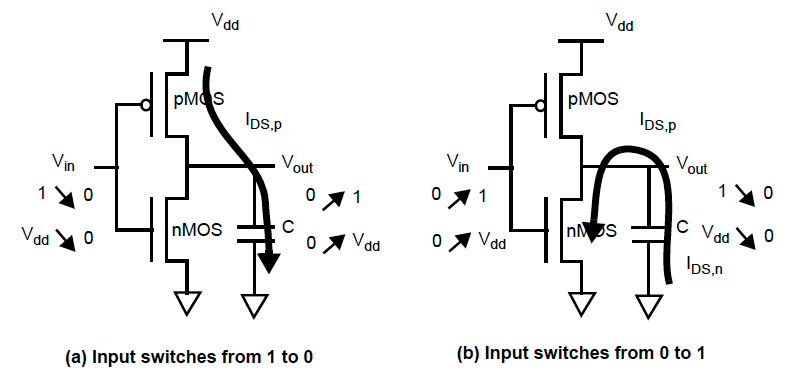 Vdd
pMOS
IDS,p
Vin
Vout
1 0
0 1
nMOS
C
Vdd 0
0 Vdd
(a) Input switches from 1 to 0
Vdd
pMOS
IDS,p
Vin
Vout
0 1
1 0
nMOS
C
0 Vdd
Vdd 0
IDS,n
(b) Input switches from 0 to 1